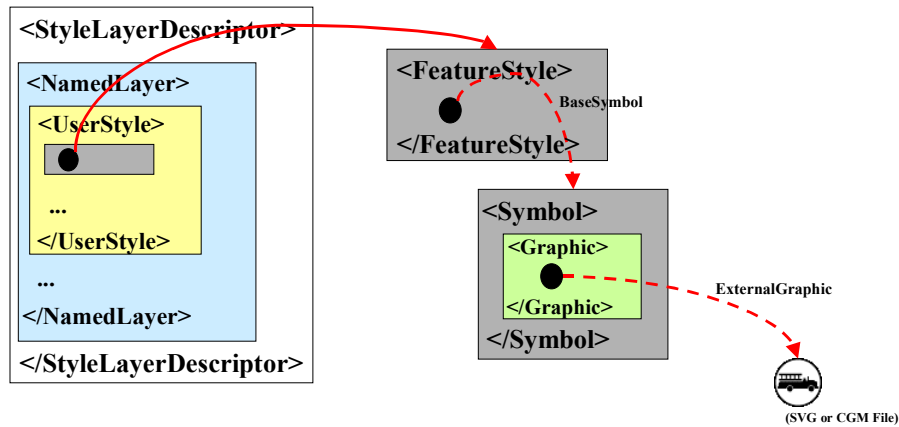 <StyleLayerDescriptor>
<NamedLayer>
<UserStyle>
...
</UserStyle>
...
</NamedLayer>
</StyleLayerDescriptor>
<FeatureStyle>
BaseSymbol
</FeatureStyle>
<Symbol>
<Graphic>
ExternalGraphic
</Graphic>
</Symbol>
(SVG or CGM File)